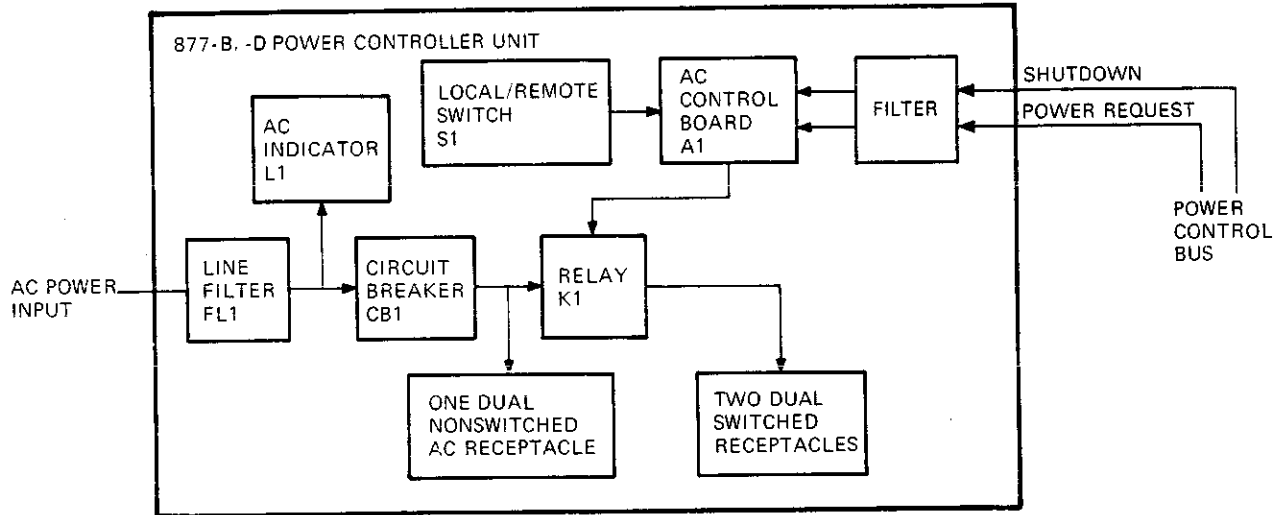 877-B, -D POWER CONTROLLER UNIT
LOCAL/REMOTE
SWITCH
S1
AC
CONTROL
BOARD
A1
FILTER
SHUTDOWN
POWER REQUEST
POWER
CONTROL
BUS
AC
INDICATOR
L1
AC POWER
INPUT
LINE
FILTER
FL1
CIRCUIT
BREAKER
CB1
RELAY
K1
ONE DUAL
NONSWITCHED
AC RECEPTACLE
TWO DUAL
SWITCHED
RECEPTACLES